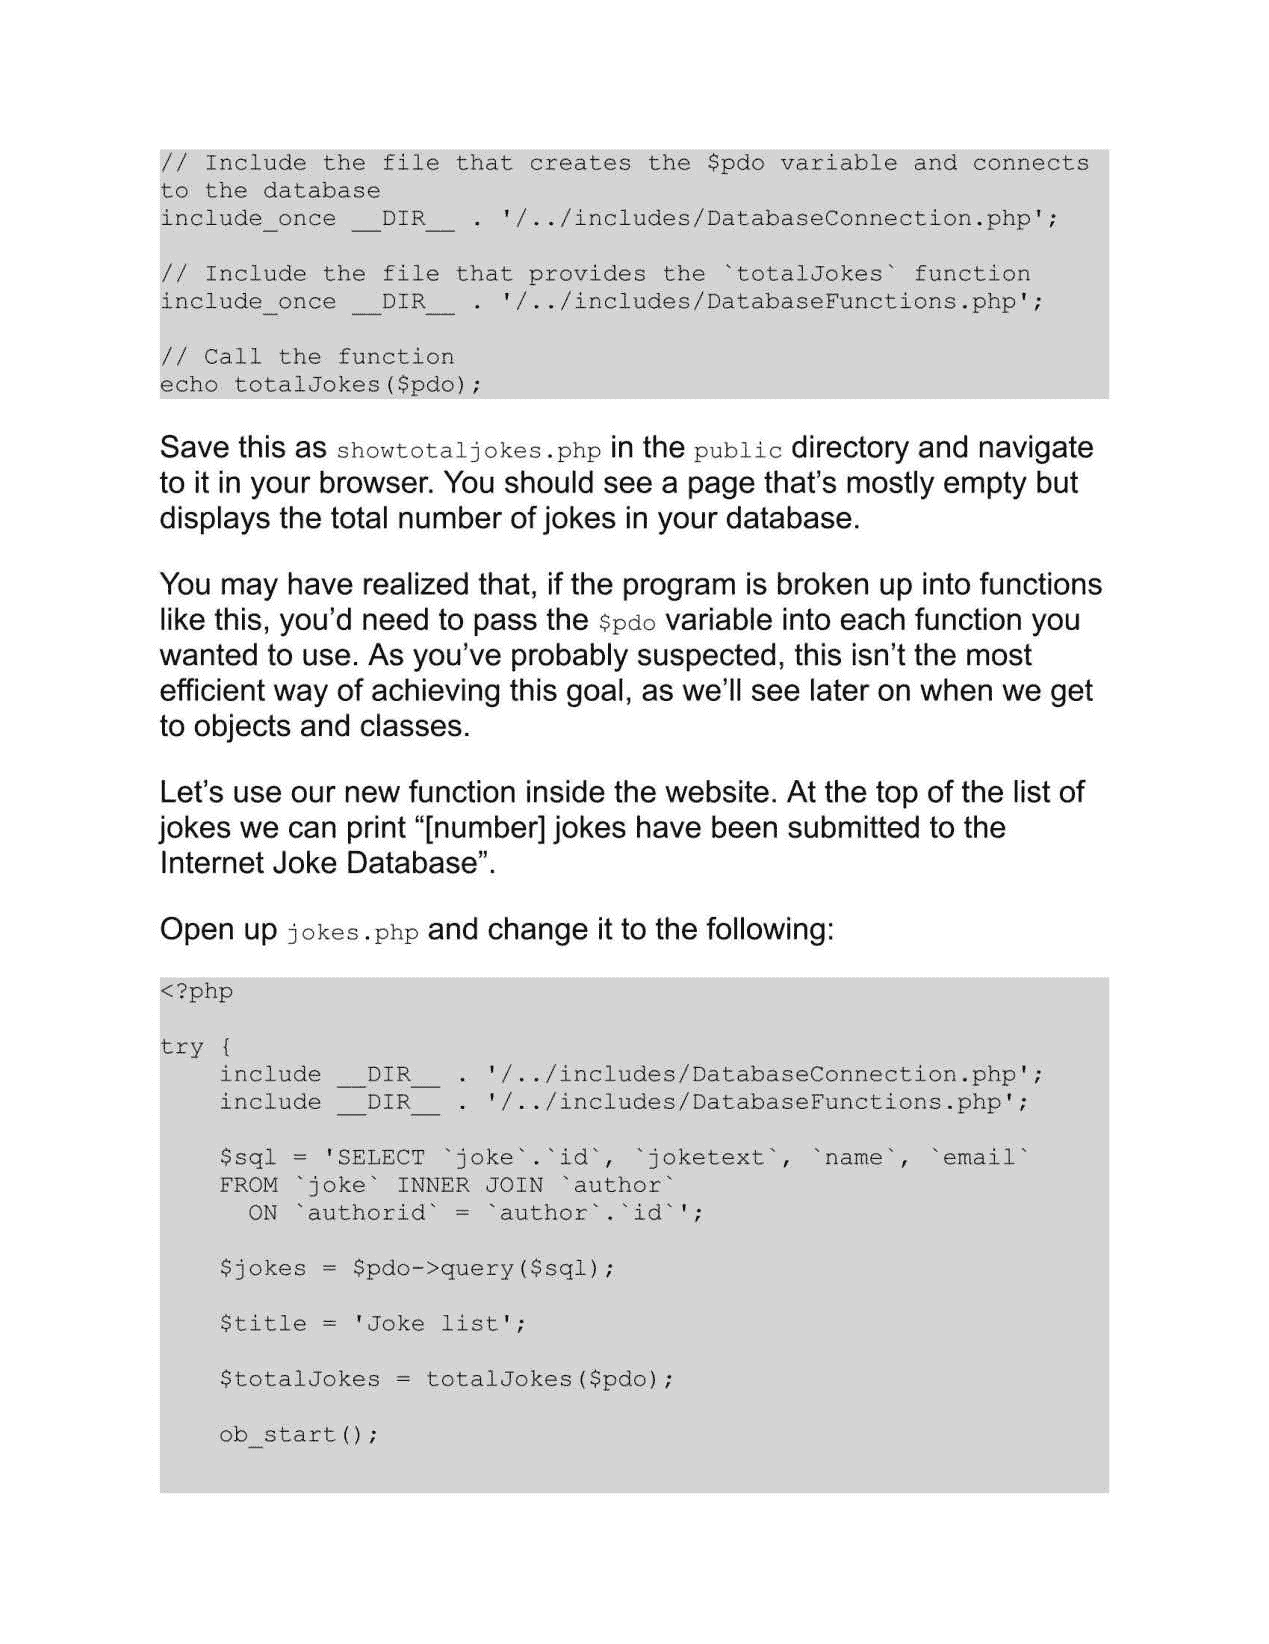 // Include the file that creates the $pdo variable and connects
to the database
include_once __DIR__ . '/../includes/DatabaseConnection.php';
// Include the file that provides the `totalJokes` function
include_once __DIR__ . '/../includes/DatabaseFunctions.php';
// Call the function
echo totalJokes($pdo);
Save this as showtotaljokes.php in the public directory and navigate
to it in your browser. You should see a page that’s mostly empty but
displays the total number of jokes in your database.
You may have realized that, if the program is broken up into functions
like this, you’d need to pass the $pdo variable into each function you
wanted to use. As you’ve probably suspected, this isn’t the most
efficient way of achieving this goal, as we’ll see later on when we get
to objects and classes.
Let’s use our new function inside the website. At the top of the list of
jokes we can print “[number] jokes have been submitted to the
Internet Joke Database”.
Open up jokes.php and change it to the following:
<?php
try {
    include __DIR__ . '/../includes/DatabaseConnection.php';
    include __DIR__ . '/../includes/DatabaseFunctions.php';
    $sql = 'SELECT `joke`.`id`, `joketext`, `name`, `email`
    FROM `joke` INNER JOIN `author`
      ON `authorid` = `author`.`id`';
    $jokes = $pdo->query($sql);
    $title = 'Joke list';
    $totalJokes = totalJokes($pdo);
    ob_start();